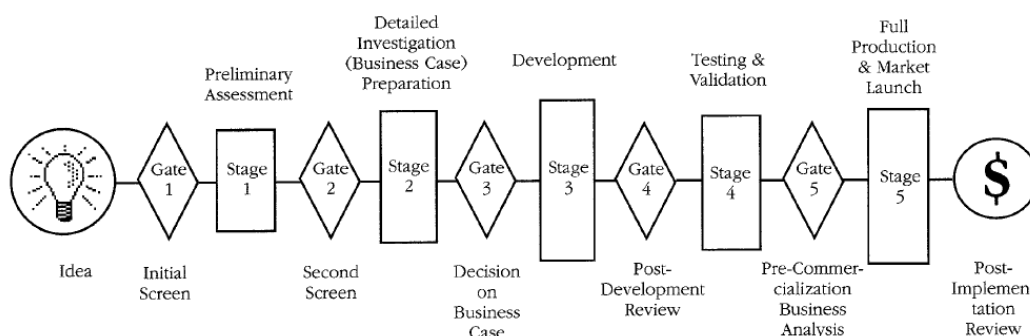 Preliminary
Assessment
Detailed
Investigation
(Business Case)
Preparation
Development
Testing &
Validation
Full
Production
& Market
Launch
Gate
1
Stage
1
Gate
2
Stage
2
Gate
3
Stage
3
Gate
4
Stage
4
Gate
5
Stage
5
$
Idea
Initial
Screen
Second
Screen
Decision
on
Business
Case
Post-
Development
Review
Pre-Commer-
cialization
Business
Analysis
Post-
Implemen-
tation
Review